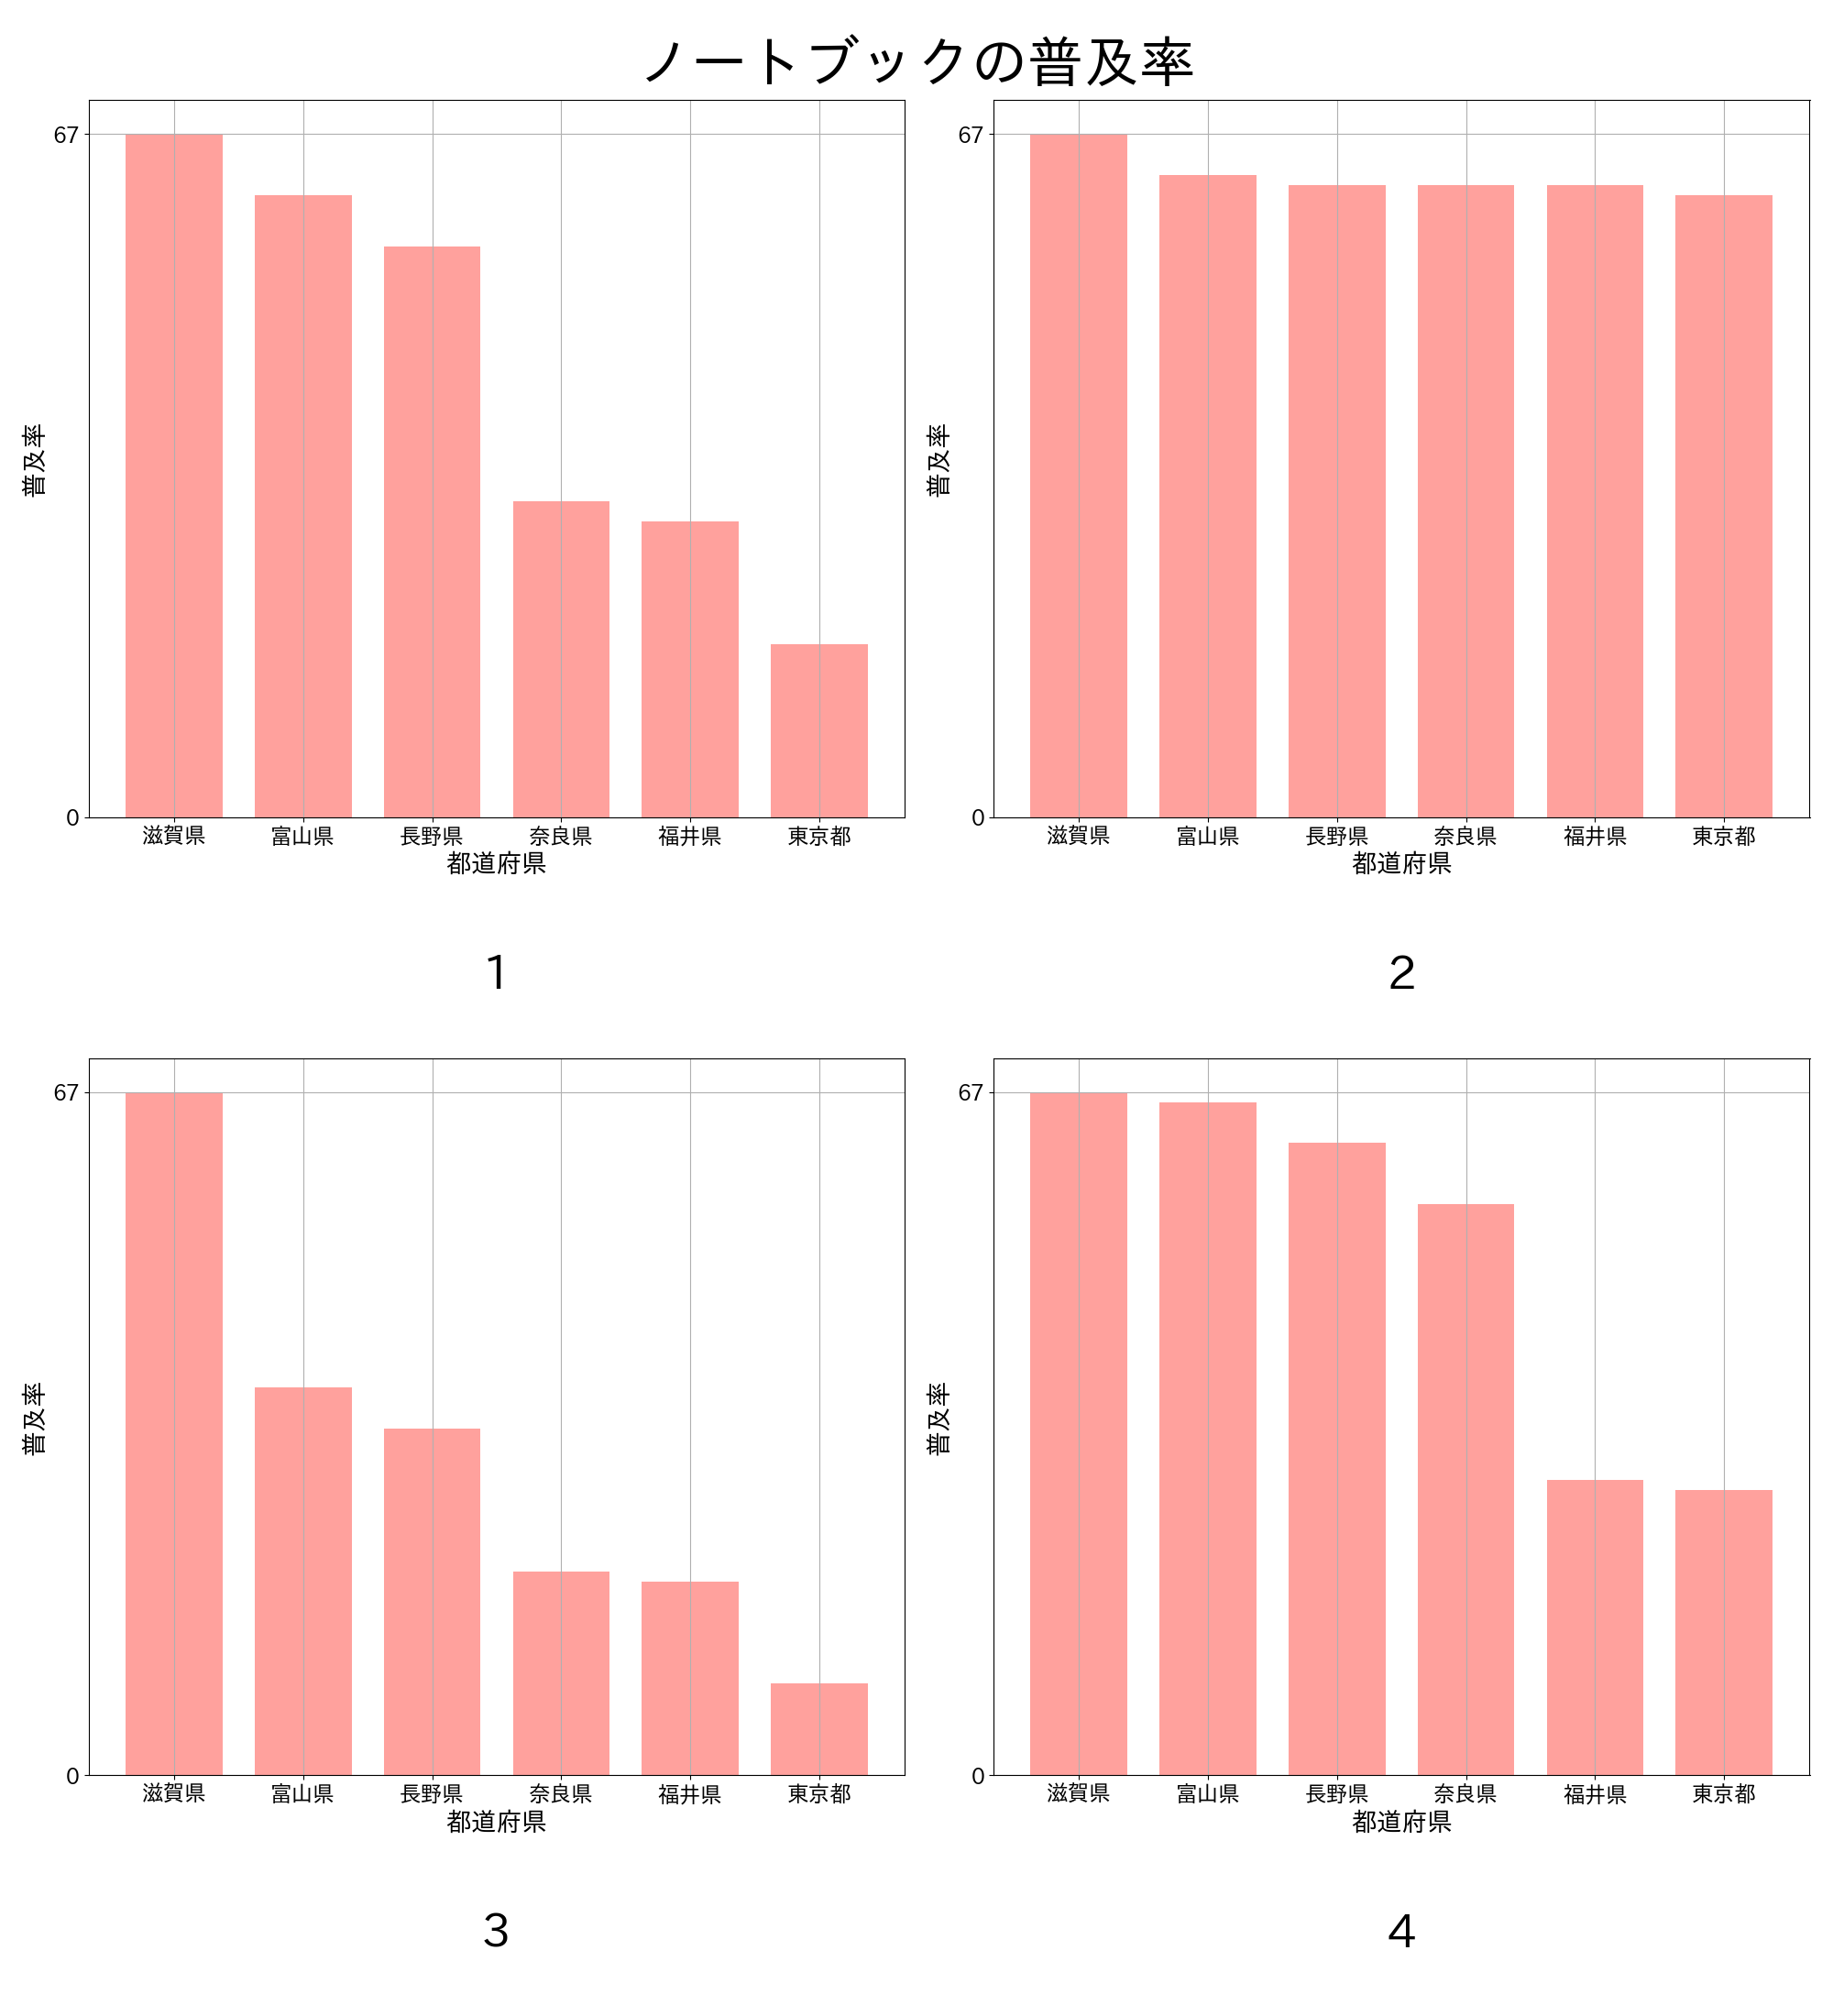 ノートブックの普及率
67
0
普及率
滋賀県 富山県 長野県 奈良県 福井県 東京都
都道府県
1
67
0
普及率
滋賀県 富山県 長野県 奈良県 福井県 東京都
都道府県
2
67
0
普及率
滋賀県 富山県 長野県 奈良県 福井県 東京都
都道府県
3
67
0
普及率
滋賀県 富山県 長野県 奈良県 福井県 東京都
都道府県
4